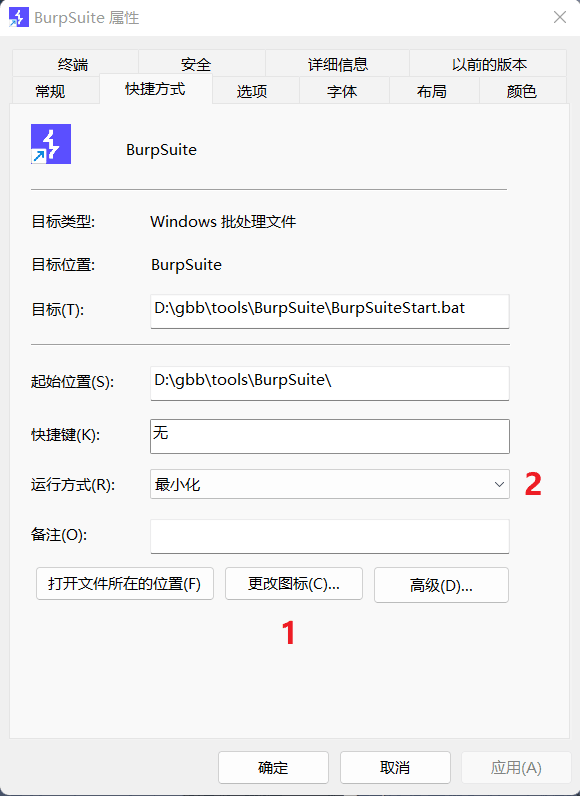 BurpSuite 属性
终端 安全 详细信息 以前的版本
常规 快捷方式 选项 字体 布局 颜色
BurpSuite
目标类型: Windows 批处理文件
目标位置: BurpSuite
目标(T): D:\gbb\tools\BurpSuite\BurpSuiteStart.bat
起始位置(S): D:\gbb\tools\BurpSuite\
快捷键(K): 无
运行方式(R): 最小化 2
备注(O):
打开文件所在的位置(F) 更改图标(C)... 高级(D)...
1
确定 取消 应用(A)